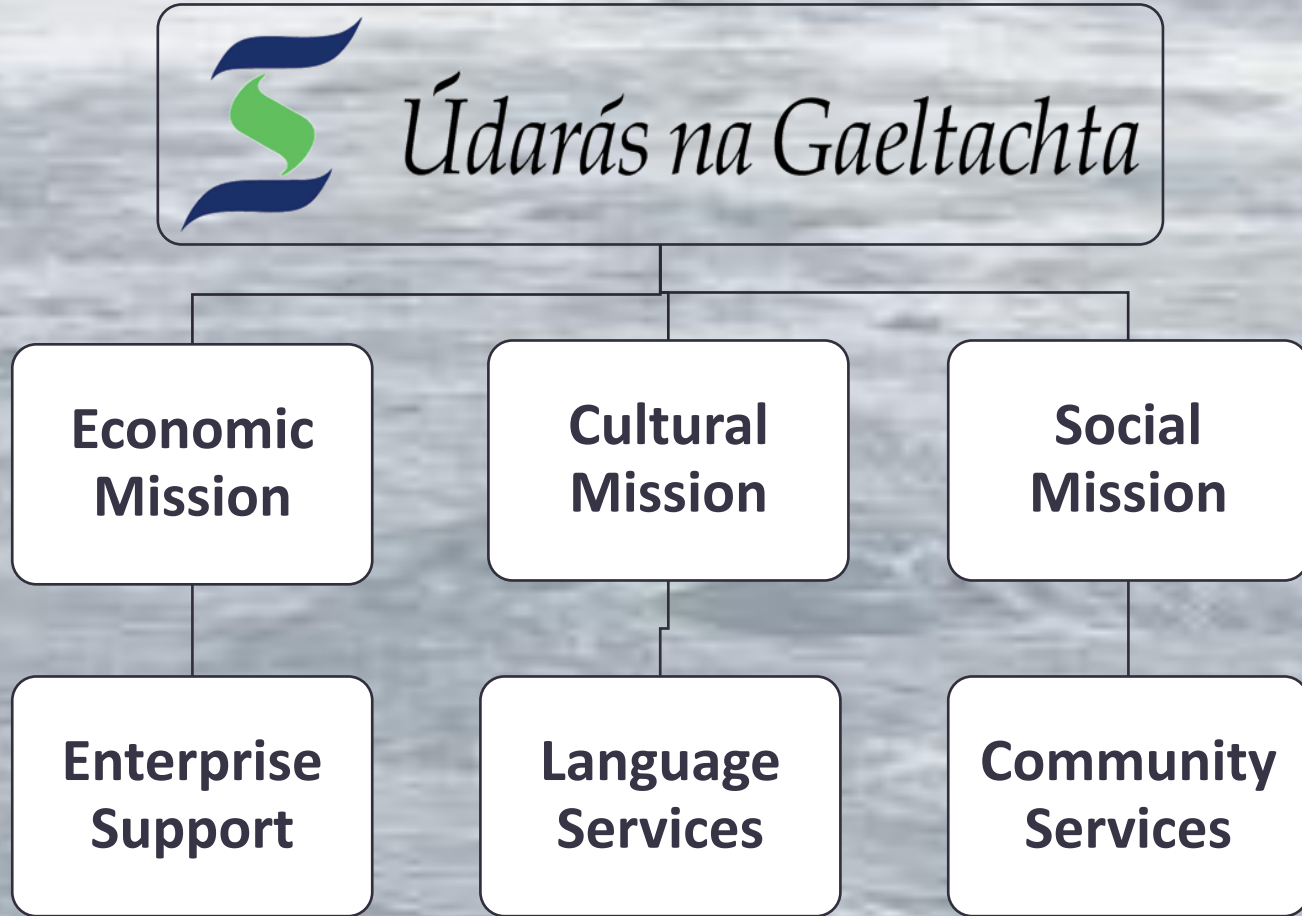 Údarás na Gaeltachta
Economic
Mission
Cultural
Mission
Social
Mission
Enterprise
Support
Language
Services
Community
Services